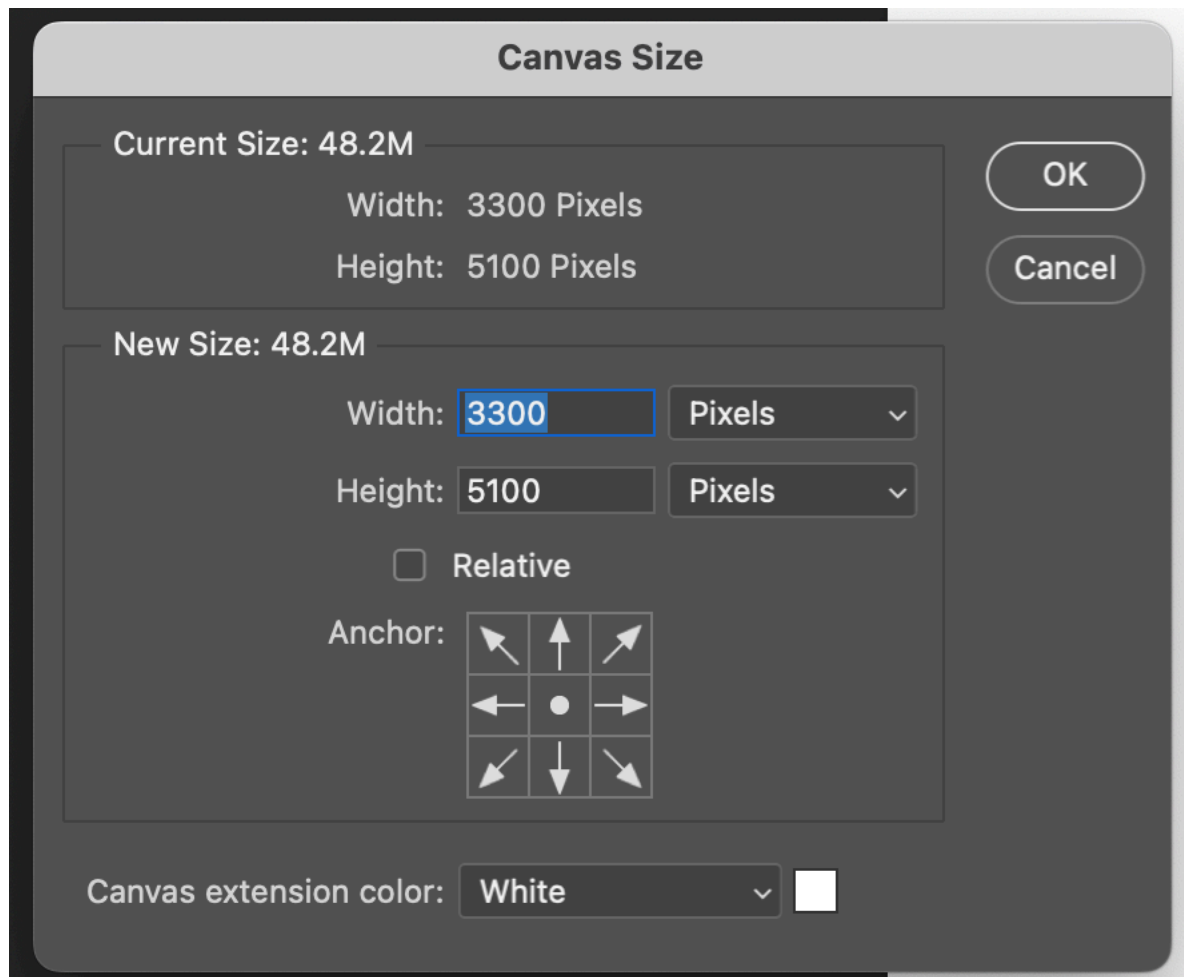 Canvas Size
Current Size: 48.2M
OK
Width: 3300 Pixels
Height: 5100 Pixels
Cancel
New Size: 48.2M
Width: 3300 Pixels
Height: 5100 Pixels
Relative
Anchor:
Canvas extension color: White